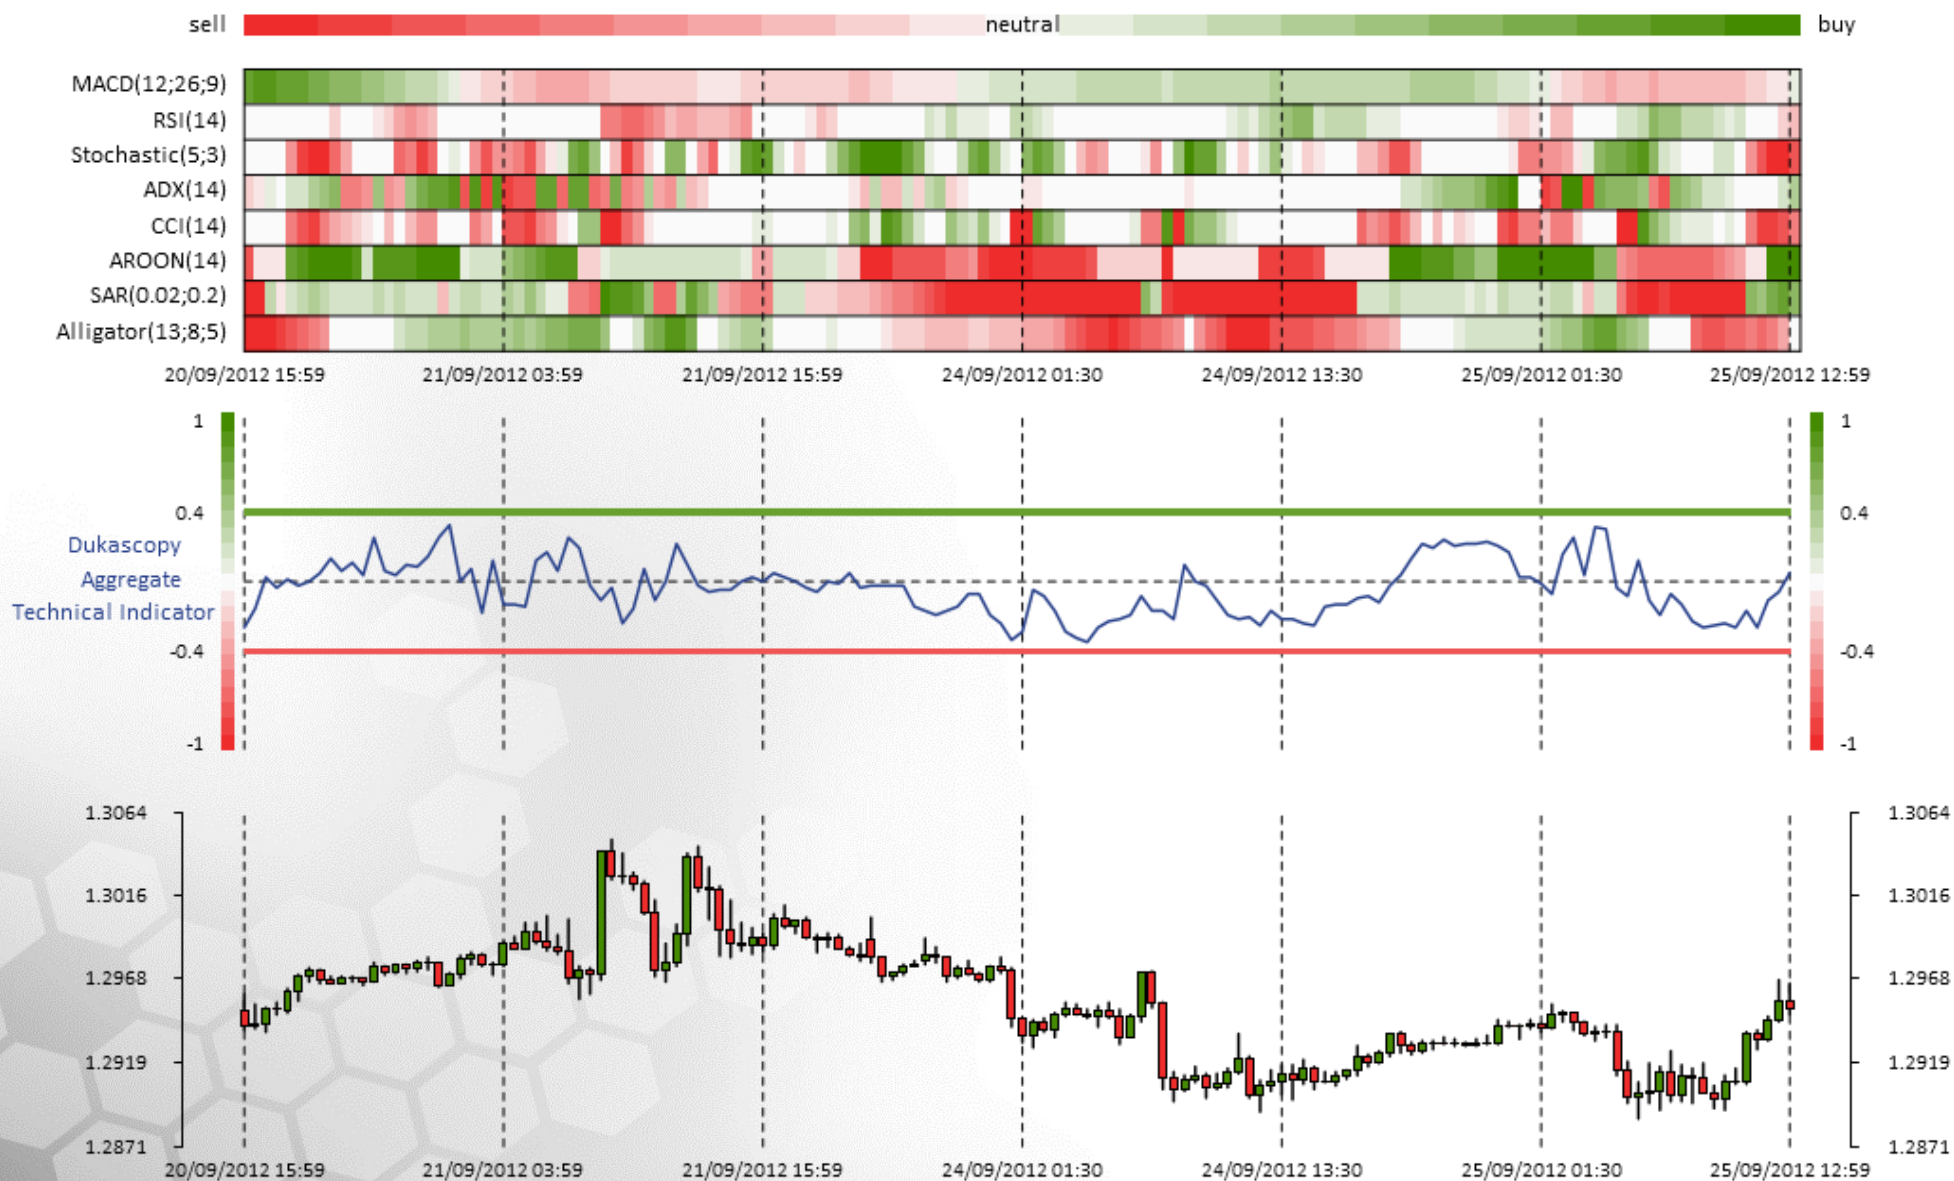 sell neutral buy
MACD(12;26;9)
RSI(14)
Stochastic(5;3)
ADX(14)
CCI(14)
AROON(14)
SAR(0.02;0.2)
Alligator(13;8;5)
20/09/2012 15:59 21/09/2012 03:59 21/09/2012 15:59 24/09/2012 01:30 24/09/2012 13:30 25/09/2012 01:30 25/09/2012 12:59
1 1
0.4 0.4
Dukascopy
Aggregate
Technical Indicator
-0.4 -0.4
-1 -1
1.3064 1.3064
1.3016 1.3016
1.2968 1.2968
1.2919 1.2919
1.2871 1.2871
20/09/2012 15:59 21/09/2012 03:59 21/09/2012 15:59 24/09/2012 01:30 24/09/2012 13:30 25/09/2012 01:30 25/09/2012 12:59